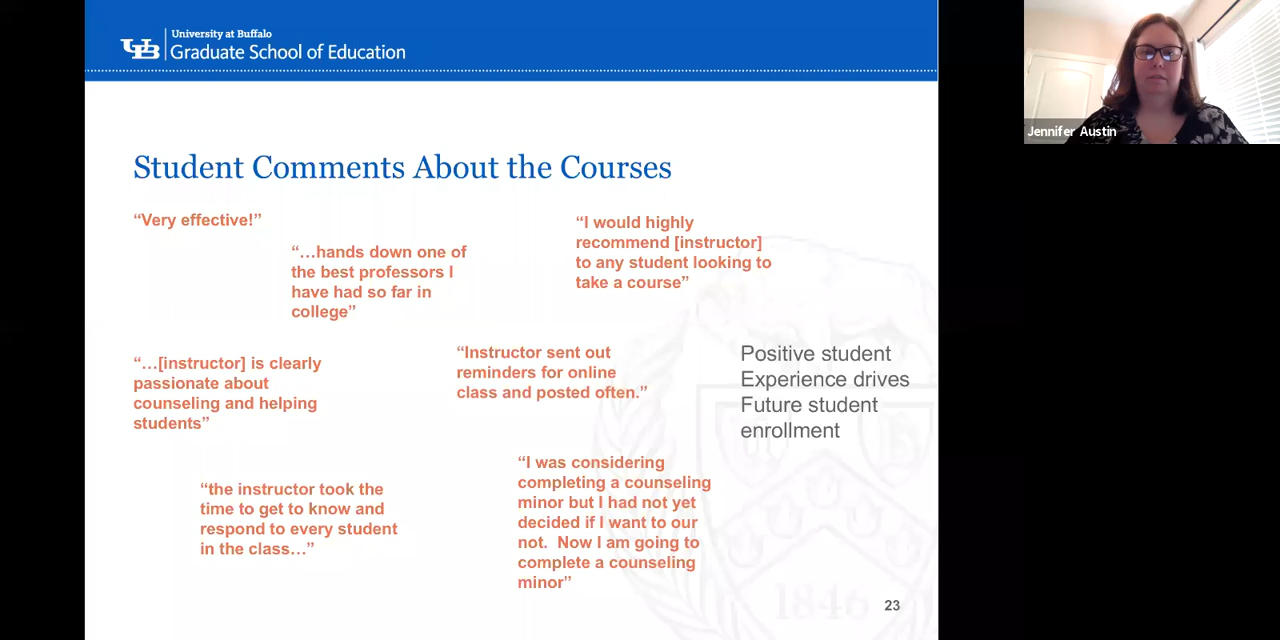 University at Buffalo
UB
Graduate School of Education
Jennifer Austin
Student Comments About the Courses
“Very effective!”
“…hands down one of
the best professors I
have had so far in
college”
“I would highly
recommend [instructor]
to any student looking to
take a course”
“…[instructor] is clearly
passionate about
counseling and helping
students”
“Instructor sent out
reminders for online
class and posted often.”
Positive student
Experience drives
Future student
enrollment
“the instructor took the
time to get to know and
respond to every student
in the class…”
“I was considering
completing a counseling
minor but I had not yet
decided if I want to our
not.  Now I am going to
complete a counseling
minor”
1846
23